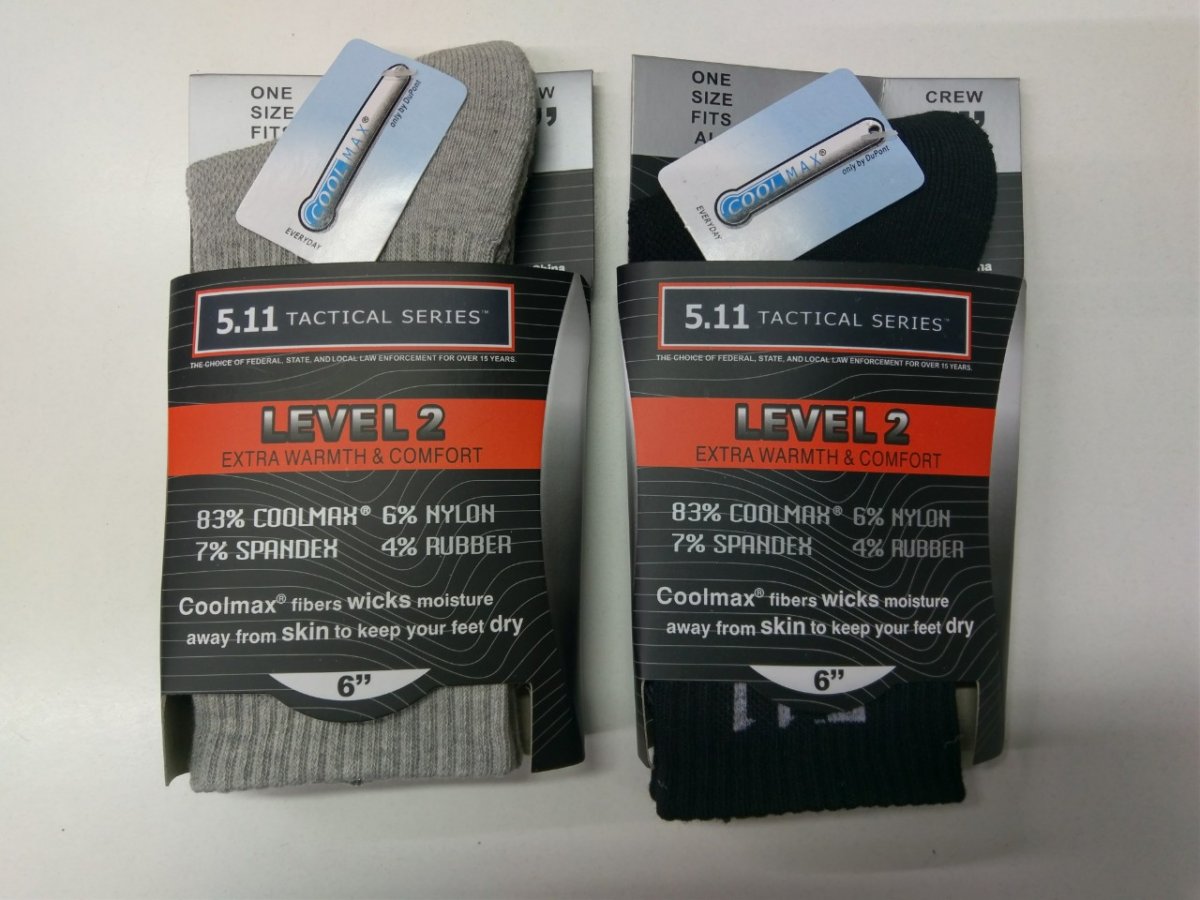 ONE
SIZE
FITS
COOLMAX®
only by DuPont
EVERYDAY
China
5.11 TACTICAL SERIES™
THE CHOICE OF FEDERAL, STATE, AND LOCAL LAW ENFORCEMENT FOR OVER 15 YEARS.
LEVEL 2
EXTRA WARMTH & COMFORT
83% COOLMAX® 6% NYLON
7% SPANDEX 4% RUBBER
Coolmax® fibers wicks moisture
away from skin to keep your feet dry
6”
ONE
SIZE
FITS
CREW
COOLMAX®
only by DuPont
EVERYDAY
5.11 TACTICAL SERIES™
THE CHOICE OF FEDERAL, STATE, AND LOCAL LAW ENFORCEMENT FOR OVER 15 YEARS.
LEVEL 2
EXTRA WARMTH & COMFORT
83% COOLMAX® 6% NYLON
7% SPANDEX 4% RUBBER
Coolmax® fibers wicks moisture
away from skin to keep your feet dry
6”